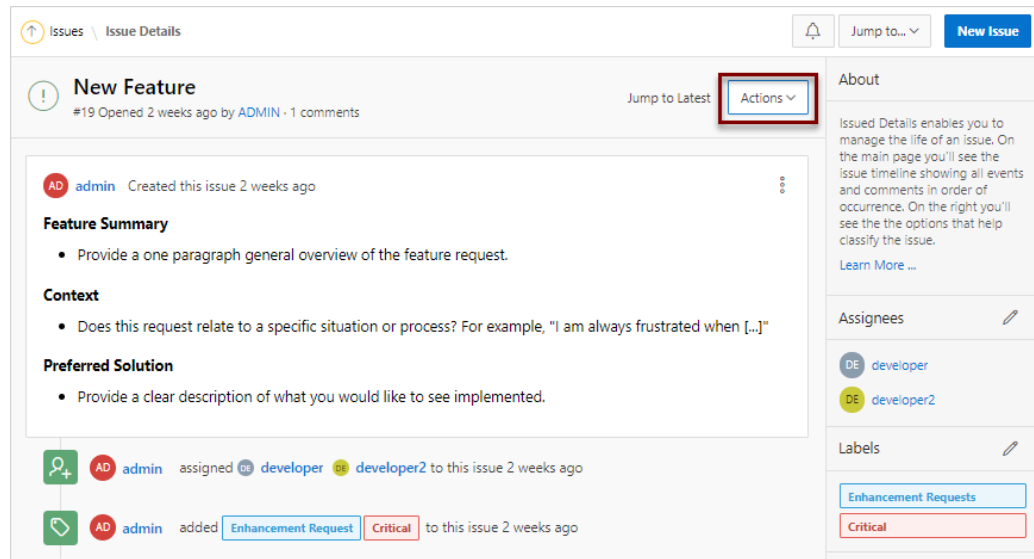 Issues \ Issue Details
Jump to...
New Issue
New Feature
#19 Opened 2 weeks ago by ADMIN · 1 comments
Jump to Latest
Actions
AD admin Created this issue 2 weeks ago
Feature Summary
• Provide a one paragraph general overview of the feature request.
Context
• Does this request relate to a specific situation or process? For example, "I am always frustrated when [...]"
Preferred Solution
• Provide a clear description of what you would like to see implemented.
AD admin assigned DE developer DE developer2 to this issue 2 weeks ago
AD admin added Enhancement Request Critical to this issue 2 weeks ago
About
Issued Details enables you to
manage the life of an issue. On
the main page you'll see the
issue timeline showing all events
and comments in order of
occurrence. On the right you'll
see the the options that help
classify the issue.
Learn More ...
Assignees
DE developer
DE developer2
Labels
Enhancement Requests
Critical